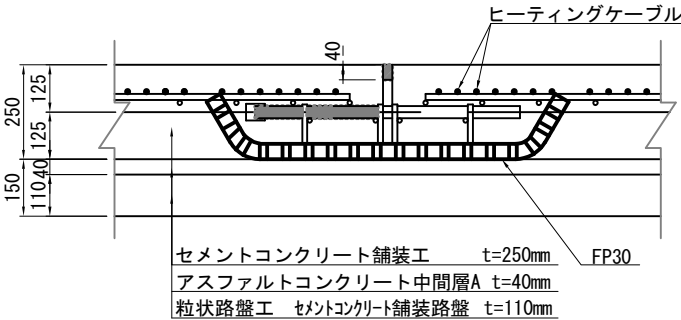 ヒーティングケーブル
40
250
125
125
150
40
110
セメントコンクリート舗装工 t=250mm
FP30
アスファルトコンクリート中間層A t=40mm
粒状路盤工 セメントコンクリート舗装路盤 t=110mm